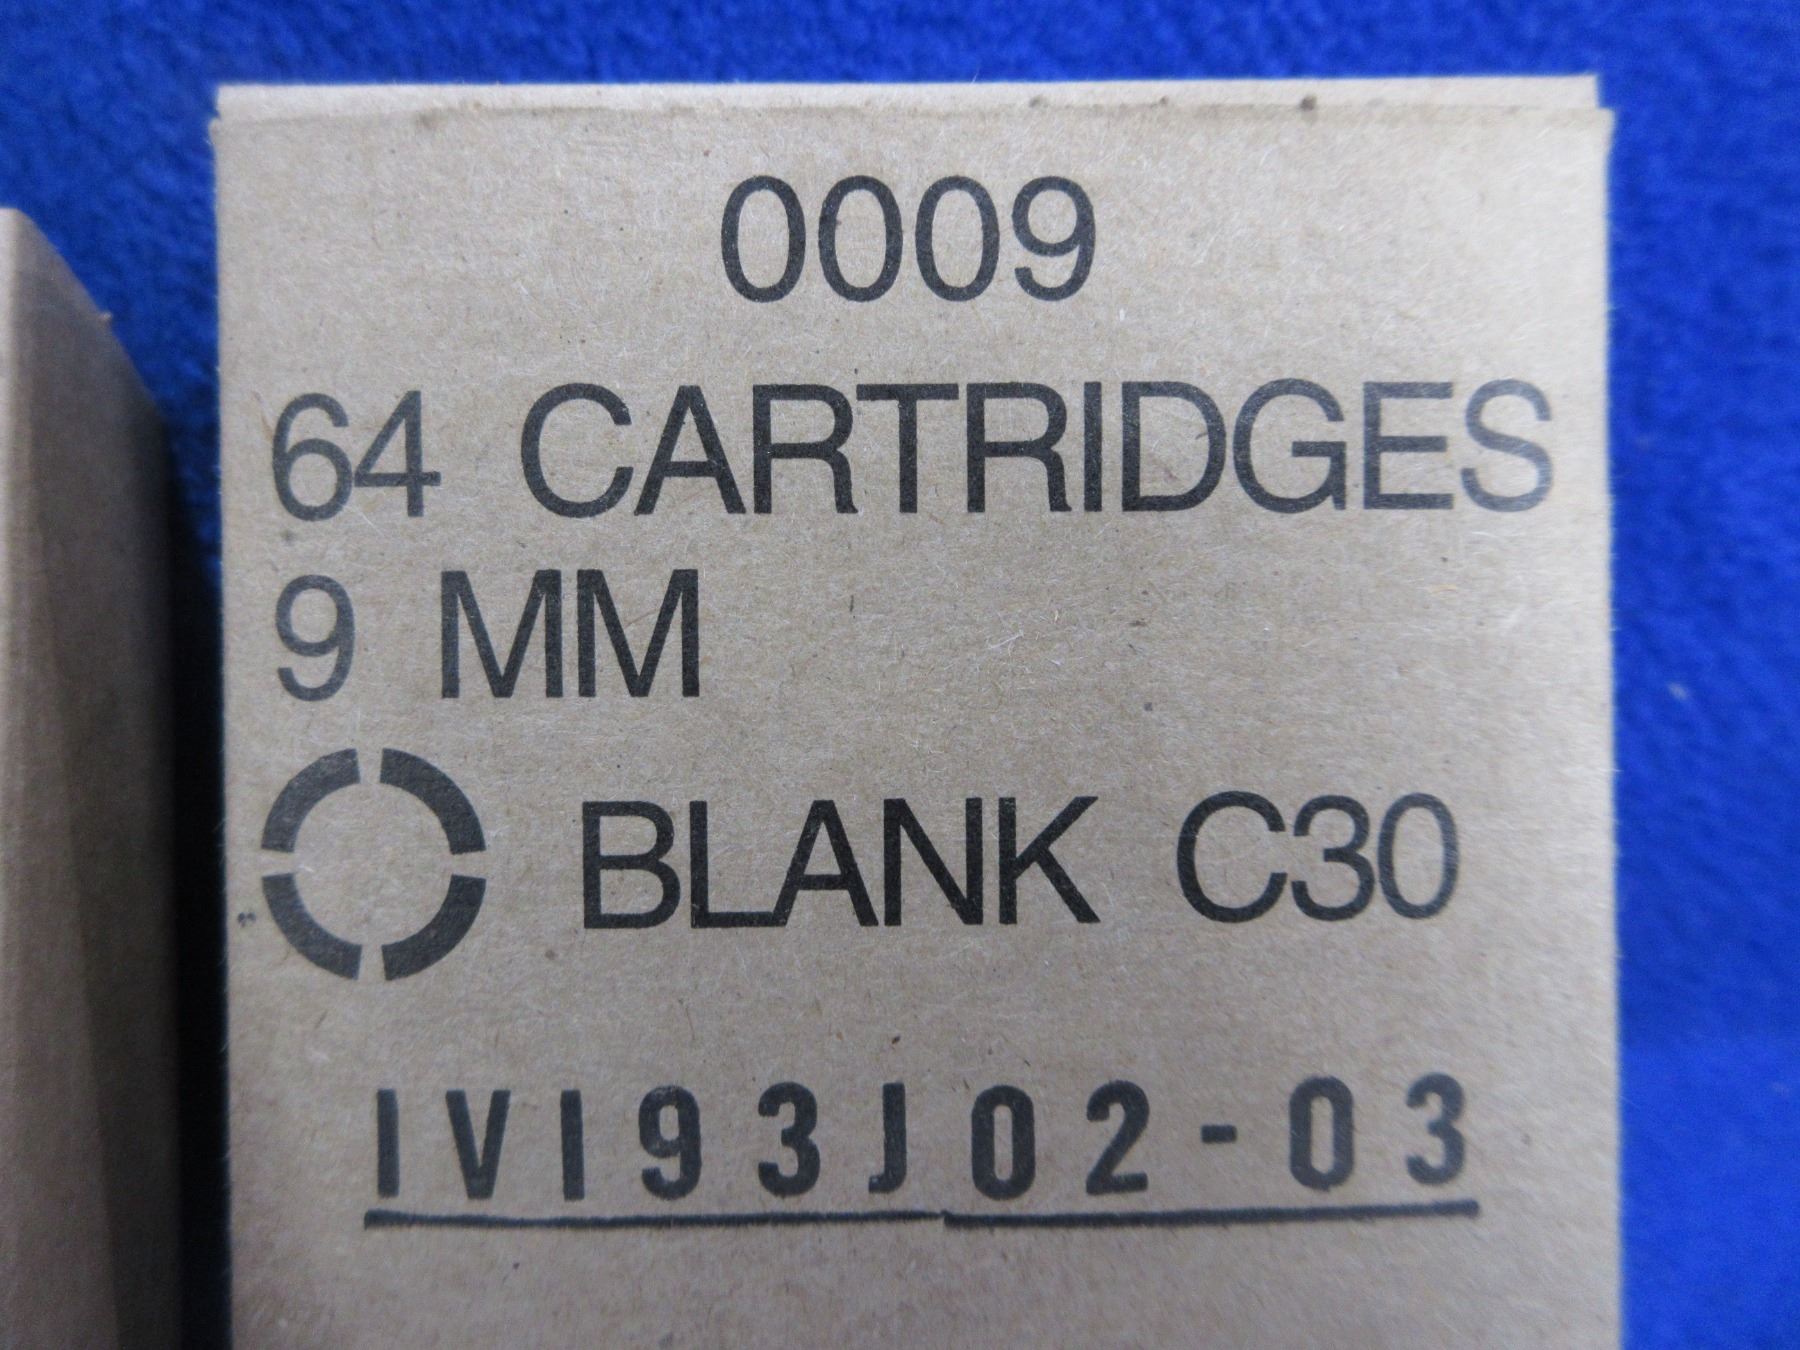 0009
64 CARTRIDGES
9 MM
BLANK C30
IVI93J02-03